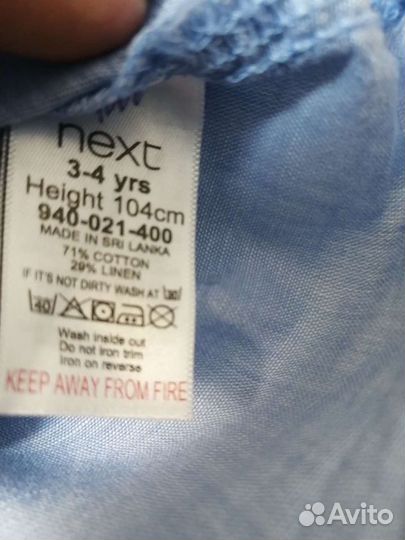 next
3-4 yrs
Height 104cm
940-021-400
MADE IN SRI LANKA
71% COTTON
29% LINEN
IF IT'S NOT DIRTY WASH AT 30
40
Wash inside out
Do not iron trim
Iron on reverse
KEEP AWAY FROM FIRE
Avito